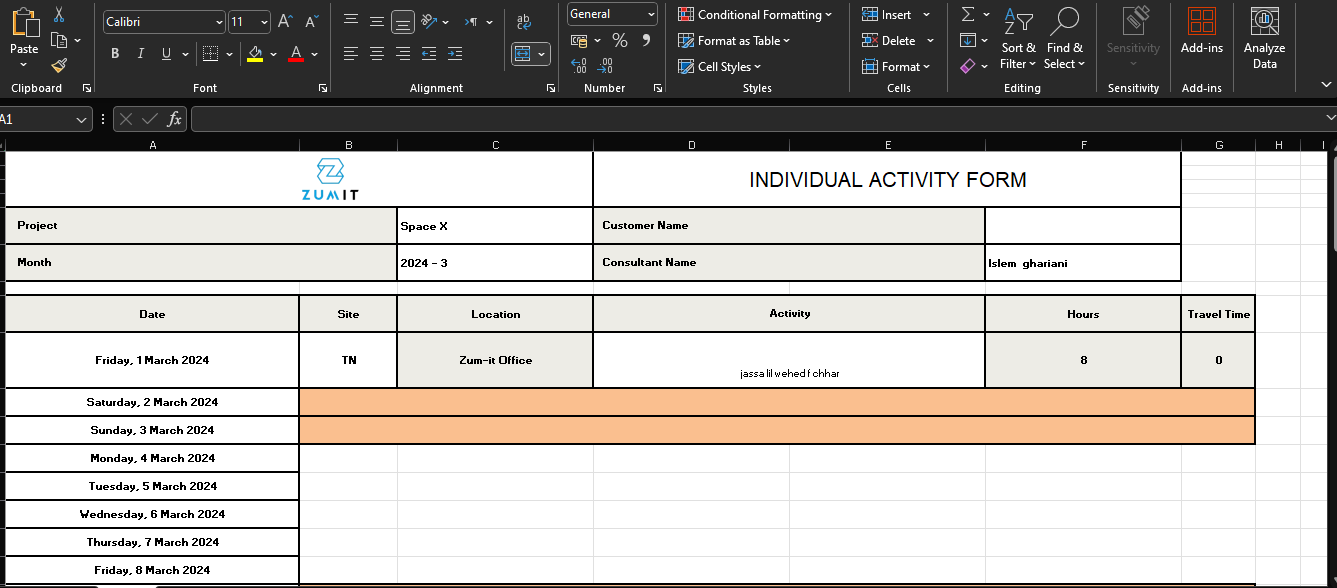 Calibri 11 ab General Conditional Formatting Insert
Paste B I U A % Format as Table Delete Sort & Filter Find & Select Sensitivity Add-ins Analyze Data
.00 .00 Cell Styles Format
Clipboard Font Alignment Number Styles Cells Editing Sensitivity Add-ins
A1 fx
A B C D E F G H I
ZUMIT INDIVIDUAL ACTIVITY FORM
Project Space X Customer Name
Month 2024 - 3 Consultant Name Islem ghariani
Date Site Location Activity Hours Travel Time
Friday, 1 March 2024 TN Zum-it Office jassa lil wehed f chhar 8 0
Saturday, 2 March 2024
Sunday, 3 March 2024
Monday, 4 March 2024
Tuesday, 5 March 2024
Wednesday, 6 March 2024
Thursday, 7 March 2024
Friday, 8 March 2024